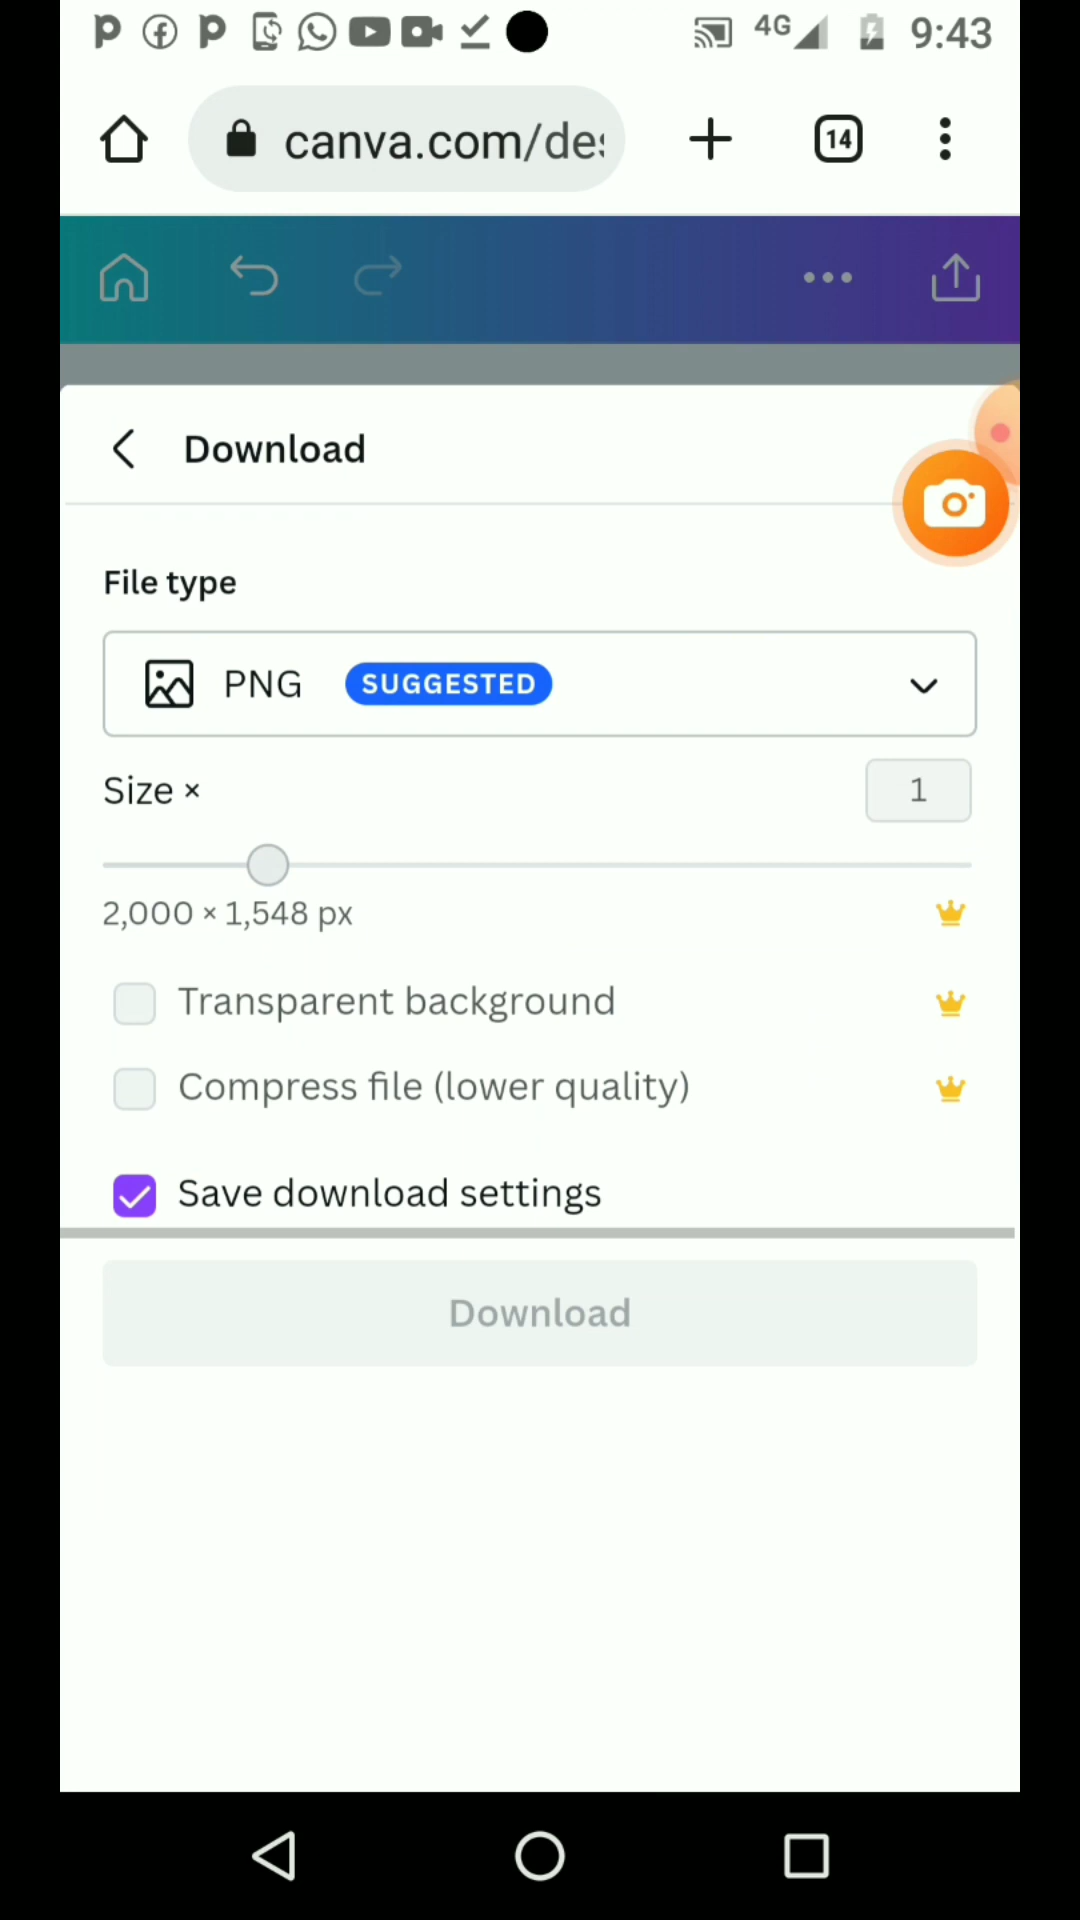 4G 9:43
canva.com/des
14
Download
File type
PNG SUGGESTED
Size × 1
2,000 × 1,548 px
Transparent background
Compress file (lower quality)
Save download settings
Download